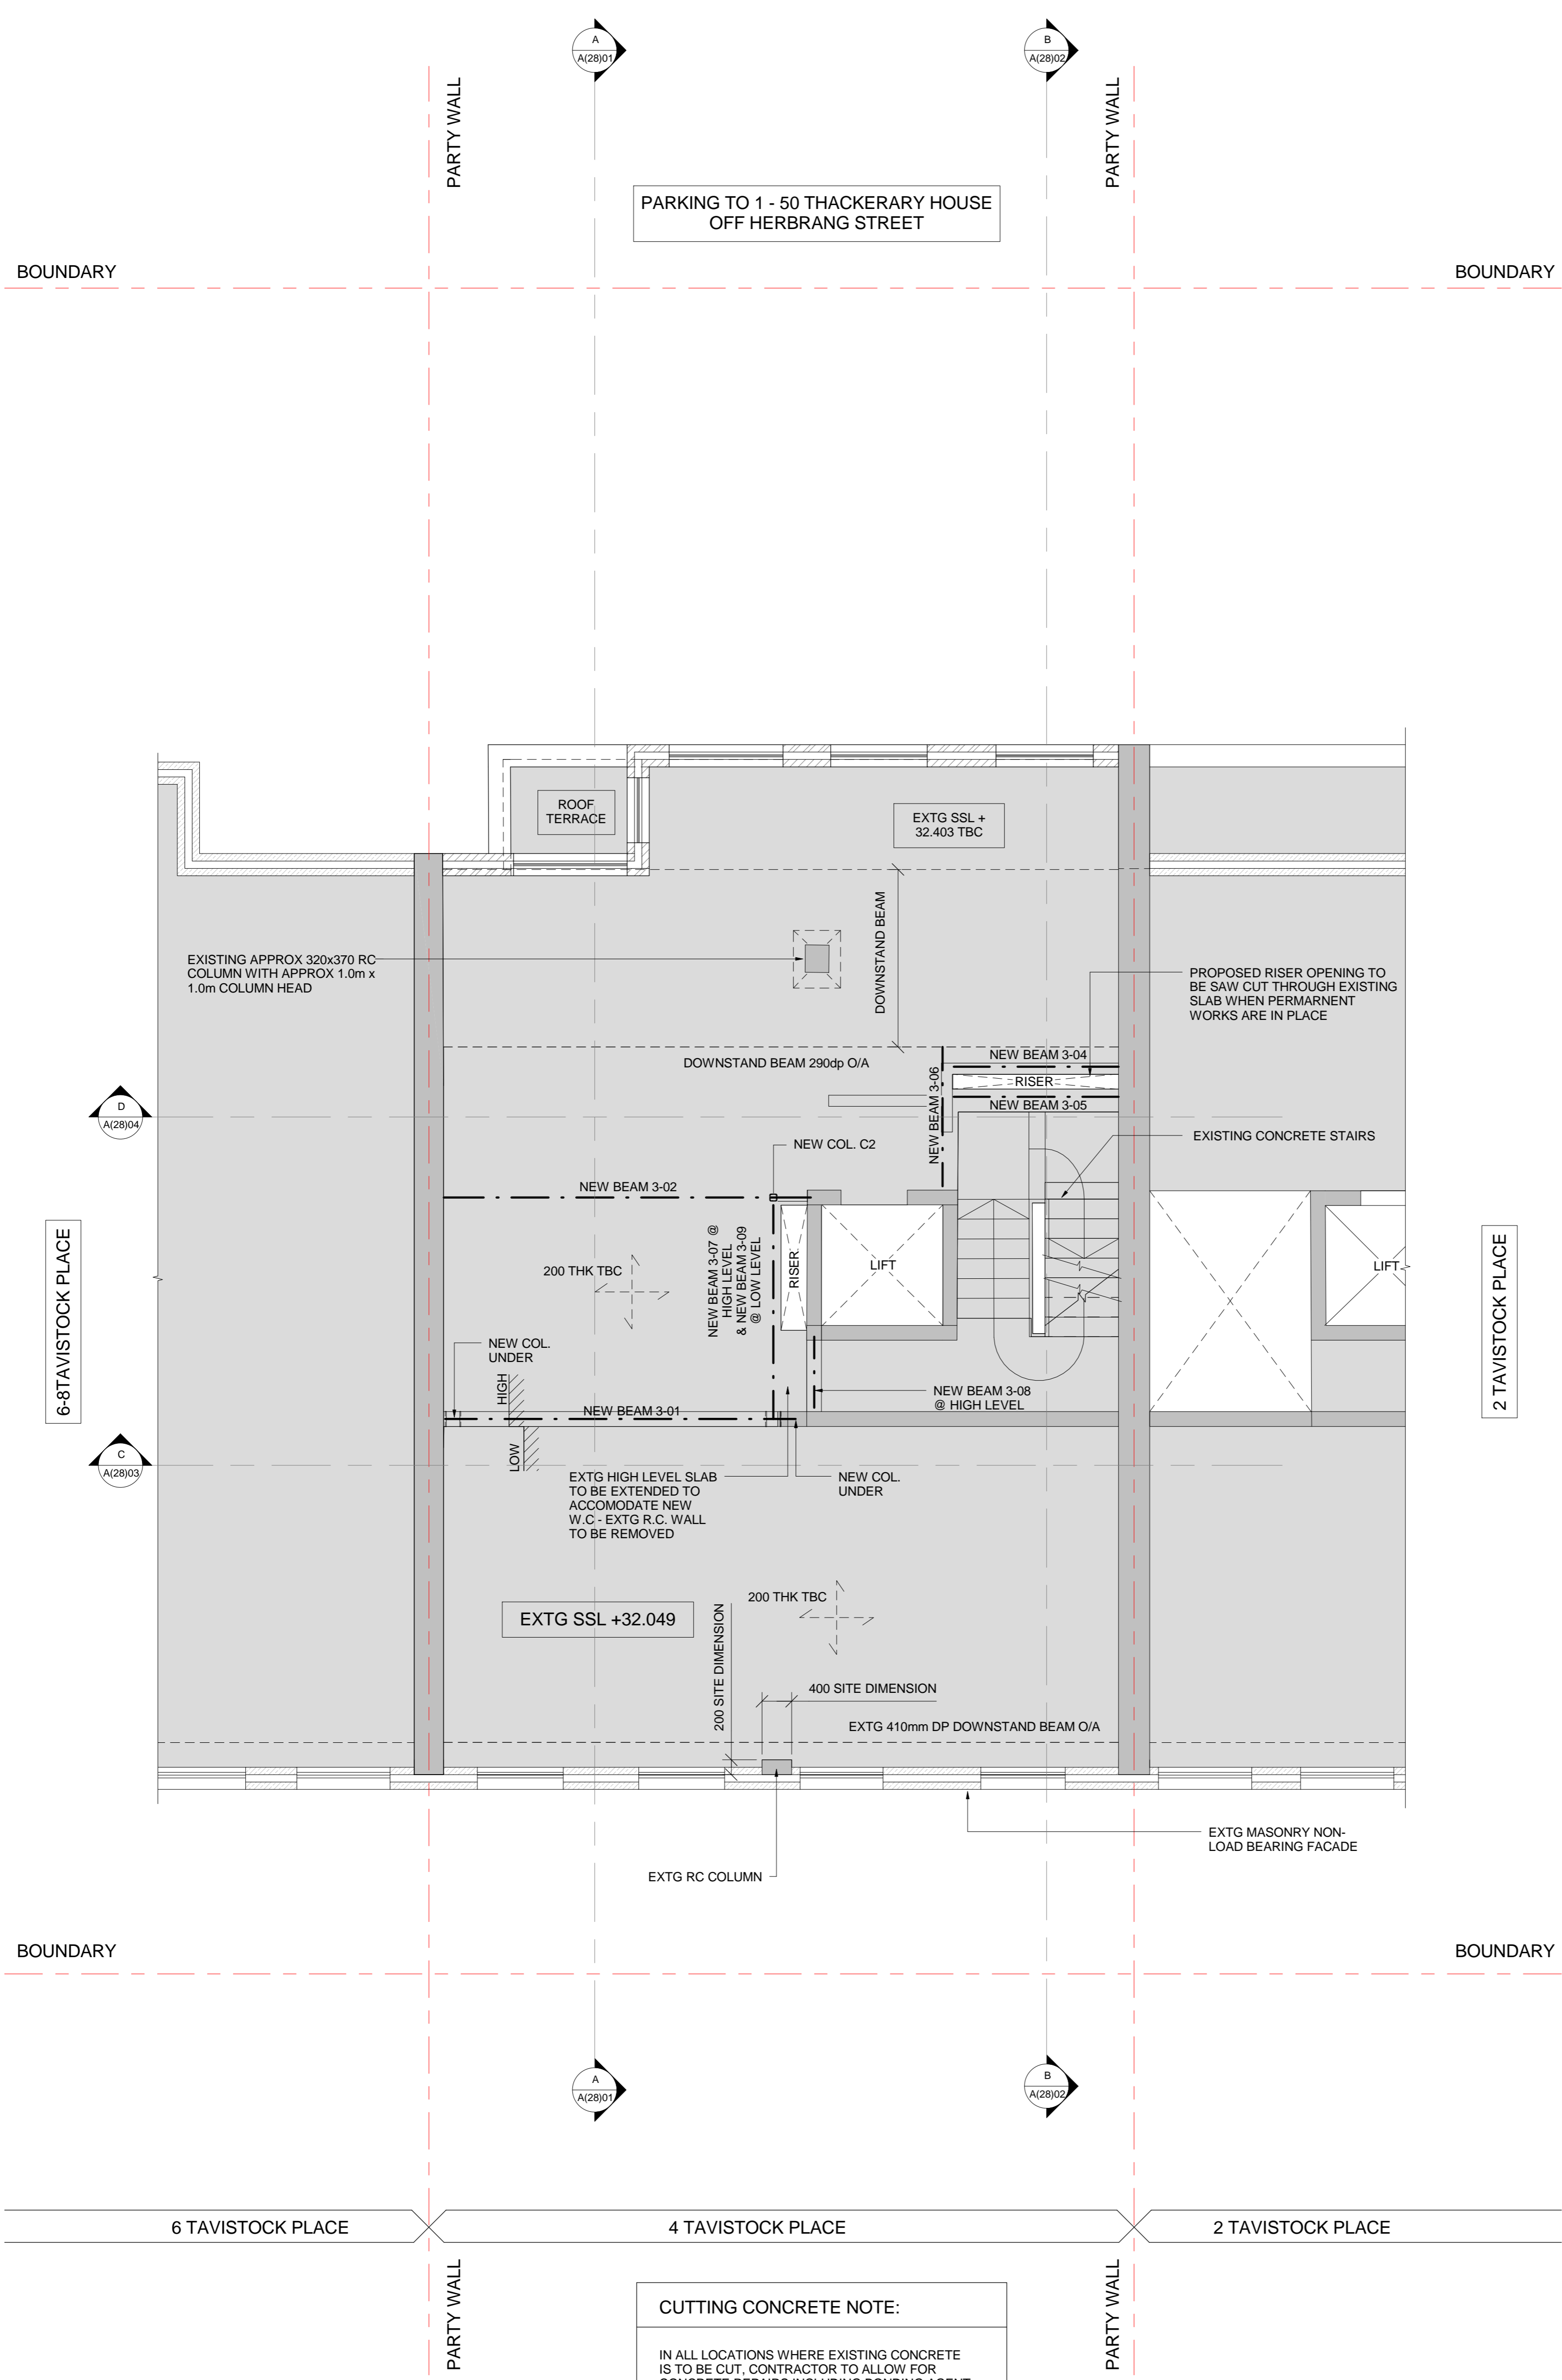 A
A(28)01
B
A(28)02
PARTY WALL
PARTY WALL
PARKING TO 1 - 50 THACKERARY HOUSE
OFF HERBRANG STREET
BOUNDARY
BOUNDARY
ROOF
TERRACE
EXTG SSL +
32.403 TBC
DOWNSTAND BEAM
EXISTING APPROX 320x370 RC
COLUMN WITH APPROX 1.0m x
1.0m COLUMN HEAD
PROPOSED RISER OPENING TO
BE SAW CUT THROUGH EXISTING
SLAB WHEN PERMARNENT
WORKS ARE IN PLACE
DOWNSTAND BEAM 290dp O/A
NEW BEAM 3-04
RISER
NEW BEAM 3-05
NEW BEAM 3-06
D
A(28)04
EXISTING CONCRETE STAIRS
NEW COL. C2
NEW BEAM 3-02
6-8TAVISTOCK PLACE
NEW BEAM 3-07 @
HIGH LEVEL
& NEW BEAM 3-09
@ LOW LEVEL
200 THK TBC
RISER
LIFT
LIFT
2 TAVISTOCK PLACE
NEW COL.
UNDER
HIGH
NEW BEAM 3-01
NEW BEAM 3-08
@ HIGH LEVEL
LOW
C
A(28)03
EXTG HIGH LEVEL SLAB
TO BE EXTENDED TO
ACCOMODATE NEW
W.C - EXTG R.C. WALL
TO BE REMOVED
NEW COL.
UNDER
200 THK TBC
EXTG SSL +32.049
200 SITE DIMENSION
400 SITE DIMENSION
EXTG 410mm DP DOWNSTAND BEAM O/A
EXTG MASONRY NON-
LOAD BEARING FACADE
EXTG RC COLUMN
BOUNDARY
BOUNDARY
A
A(28)01
B
A(28)02
6 TAVISTOCK PLACE
4 TAVISTOCK PLACE
2 TAVISTOCK PLACE
PARTY WALL
PARTY WALL
CUTTING CONCRETE NOTE:
IN ALL LOCATIONS WHERE EXISTING CONCRETE
IS TO BE CUT, CONTRACTOR TO ALLOW FOR
CONCRETE REPAIRS INCLUDING BONDING AGENT